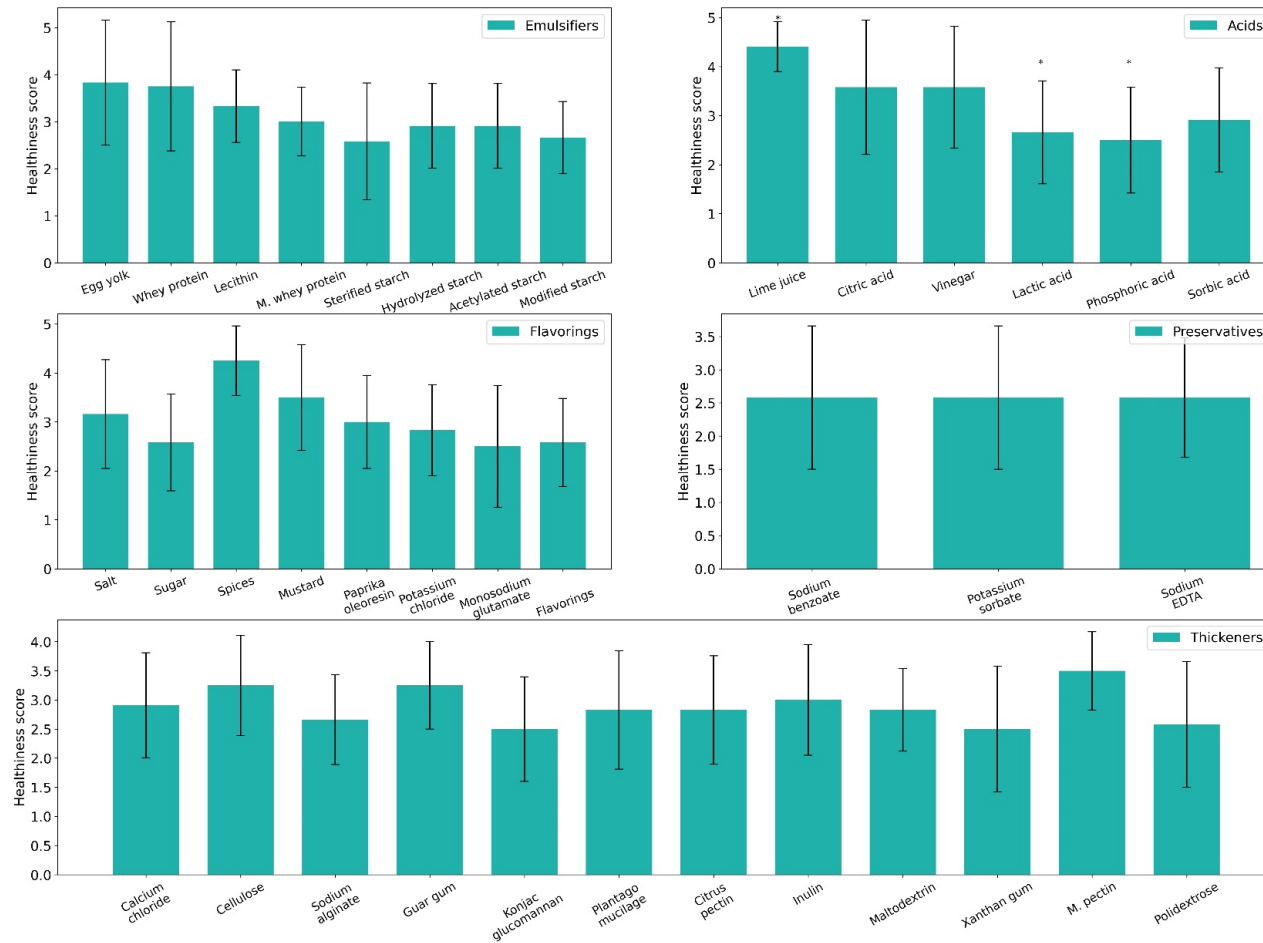 Emulsifiers
Healthiness score
5
4
3
2
1
0
Egg yolk
Whey protein
Lecithin
M. whey protein
Sterified starch
Hydrolyzed starch
Acetylated starch
Modified starch
Acids
Healthiness score
5
4
3
2
1
0
*
*
*
Lime juice
Citric acid
Vinegar
Lactic acid
Phosphoric acid
Sorbic acid
Flavorings
Healthiness score
5
4
3
2
1
0
Salt
Sugar
Spices
Mustard
Paprika
oleoresin
Potassium
chloride
Monosodium
glutamate
Flavorings
Preservatives
Healthiness score
3.5
3.0
2.5
2.0
1.5
1.0
0.5
0.0
Sodium
benzoate
Potassium
sorbate
Sodium
EDTA
Thickeners
Healthiness score
4.0
3.5
3.0
2.5
2.0
1.5
1.0
0.5
0.0
Calcium
chloride
Cellulose
Sodium
alginate
Guar gum
Konjac
glucomannan
Plantago
mucilage
Citrus
pectin
Inulin
Maltodextrin
Xanthan gum
M. pectin
Polidextrose